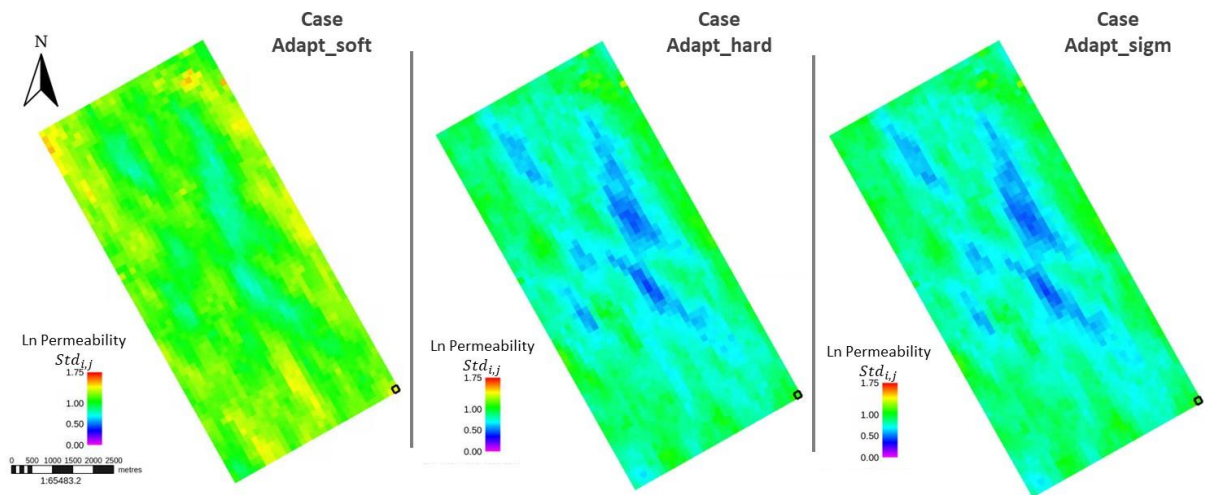 Case
Adapt_soft
N
Ln Permeability
Std_{i,j}
1.75
1.00
0.50
0.00
0 500 1000 1500 2000 2500 metres
1:65483.2
Case
Adapt_hard
Ln Permeability
Std_{i,j}
1.75
1.00
0.50
0.00
Case
Adapt_sigm
Ln Permeability
Std_{i,j}
1.75
1.00
0.50
0.00